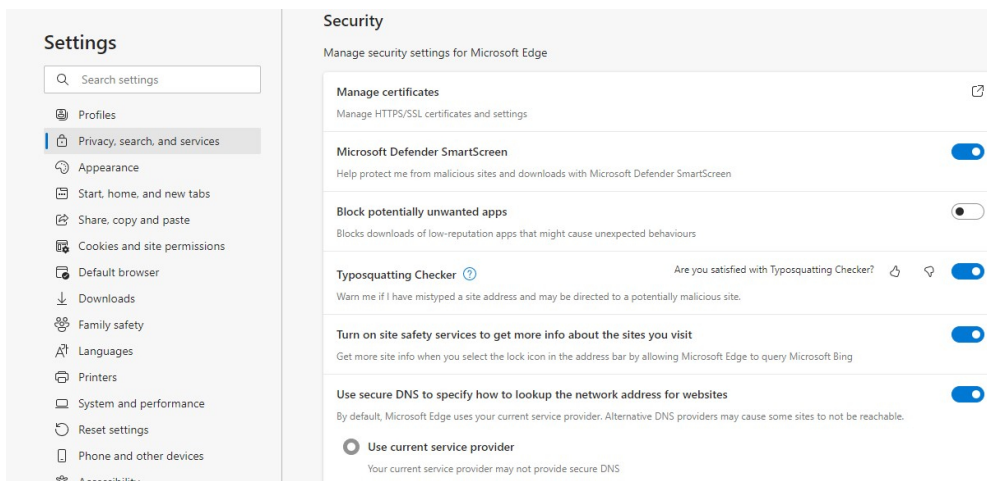 Settings
Search settings
Profiles
Privacy, search, and services
Appearance
Start, home, and new tabs
Share, copy and paste
Cookies and site permissions
Default browser
Downloads
Family safety
Languages
Printers
System and performance
Reset settings
Phone and other devices
Accessibility
Security
Manage security settings for Microsoft Edge
Manage certificates
Manage HTTPS/SSL certificates and settings
Microsoft Defender SmartScreen
Help protect me from malicious sites and downloads with Microsoft Defender SmartScreen
Block potentially unwanted apps
Blocks downloads of low-reputation apps that might cause unexpected behaviours
Typosquatting Checker
Are you satisfied with Typosquatting Checker?
Warn me if I have mistyped a site address and may be directed to a potentially malicious site.
Turn on site safety services to get more info about the sites you visit
Get more site info when you select the lock icon in the address bar by allowing Microsoft Edge to query Microsoft Bing
Use secure DNS to specify how to lookup the network address for websites
By default, Microsoft Edge uses your current service provider. Alternative DNS providers may cause some sites to not be reachable.
Use current service provider
Your current service provider may not provide secure DNS